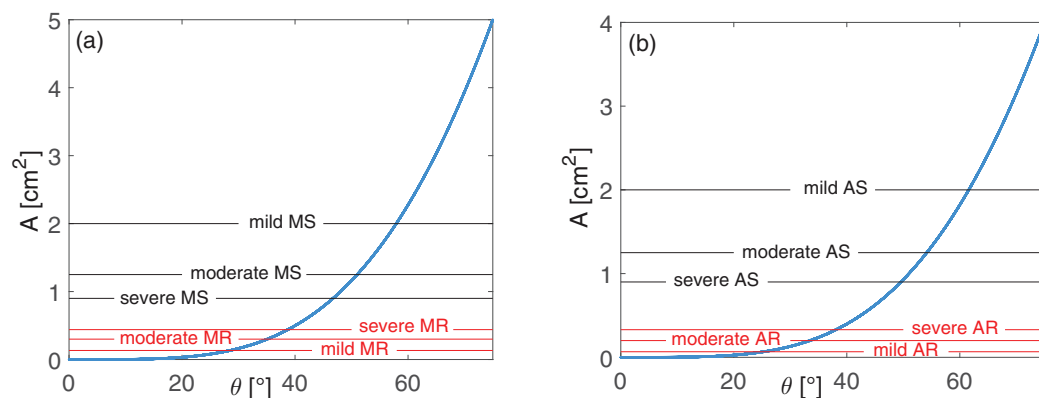 (a)
5
4
3
2
1
0
A [cm²]
mild MS
moderate MS
severe MS
severe MR
moderate MR
mild MR
0
20
40
60
θ [°]
(b)
4
3
2
1
0
A [cm²]
mild AS
moderate AS
severe AS
severe AR
moderate AR
mild AR
0
20
40
60
θ [°]